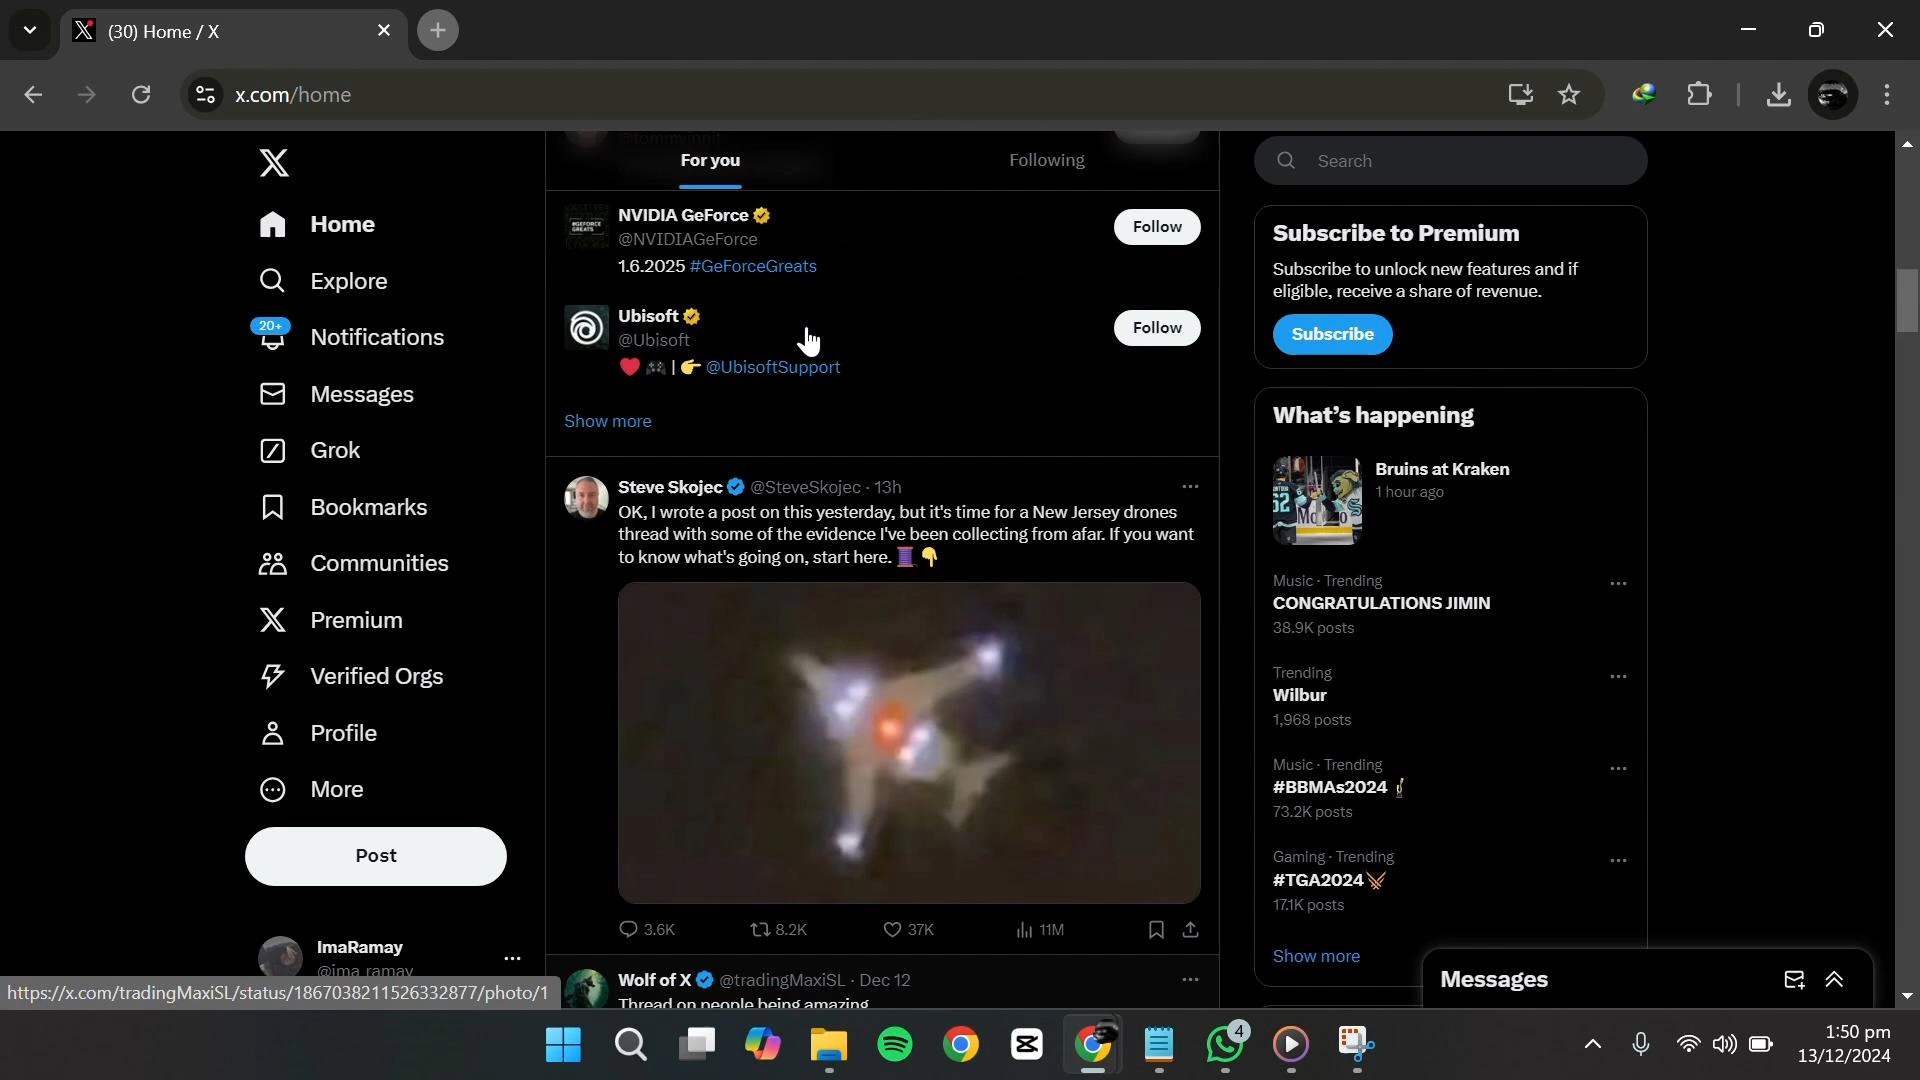 (30) Home / X
x.com/home
Home
Explore
20+
Notifications
Messages
Grok
Bookmarks
Communities
Premium
Verified Orgs
Profile
More
Post
ImaRamay
@ima_ramay
https://x.com/tradingMaxiSL/status/1867038211526332877/photo/1
@tommyinnit
For you
Following
NVIDIA GeForce
@NVIDIAGeForce
1.6.2025 #GeForceGreats
Follow
Ubisoft
@Ubisoft
❤️ 🎮 | 👉 @UbisoftSupport
Follow
Show more
Steve Skojec @SteveSkojec · 13h
OK, I wrote a post on this yesterday, but it's time for a New Jersey drones
thread with some of the evidence I've been collecting from afar. If you want
to know what's going on, start here. 🧵 👇
3.6K 8.2K 37K 11M
Wolf of X @tradingMaxiSL · Dec 12
Thread on people being amazing
Search
Subscribe to Premium
Subscribe to unlock new features and if
eligible, receive a share of revenue.
Subscribe
What's happening
Bruins at Kraken
1 hour ago
Music · Trending
CONGRATULATIONS JIMIN
38.9K posts
Trending
Wilbur
1,968 posts
Music · Trending
#BBMAs2024
73.2K posts
Gaming · Trending
#TGA2024
17.1K posts
Show more
Messages
4
1:50 pm
13/12/2024